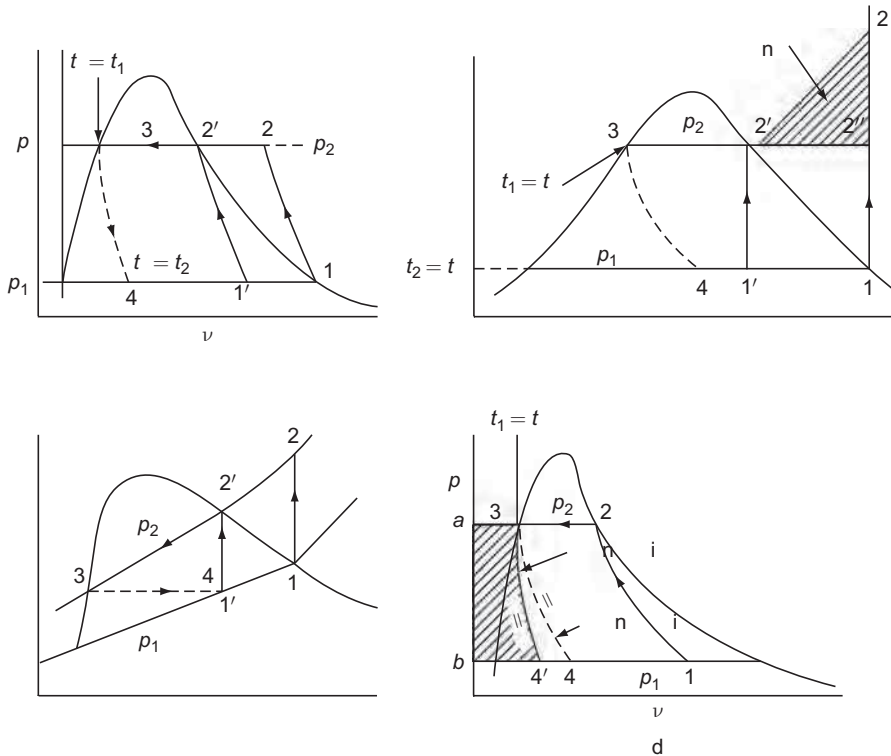 t = t1
p
3
2′
2
p2
t = t2
p1
4
1′
1
ν
2
n
3
p2
2′
2″
t1 = t
t2 = t
p1
4
1′
1
2
2′
p2
3
4
1
1′
p1
t1 = t
p
a
3
p2
2
n
i
n
i
b
4′
4
p1
1
ν
d